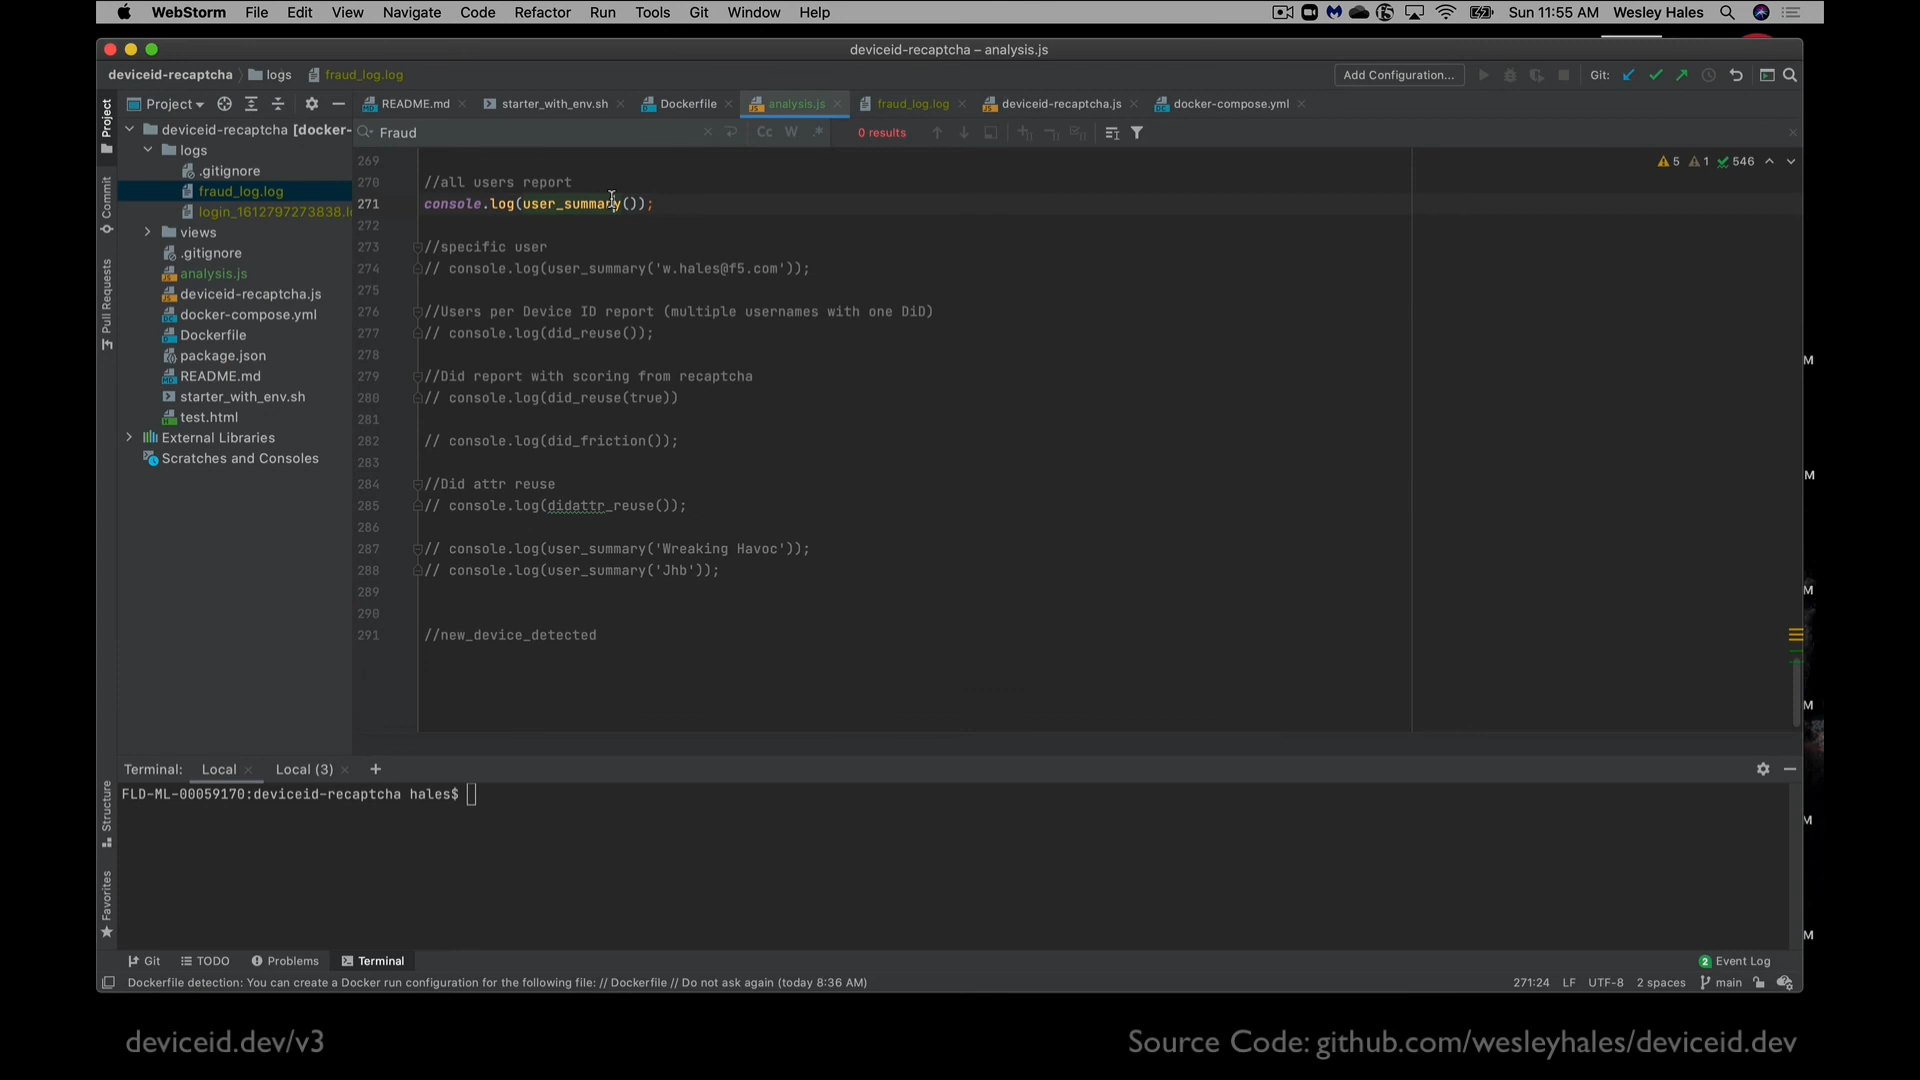 WebStorm File Edit View Navigate Code Refactor Run Tools Git Window Help Sun 11:55 AM Wesley Hales
deviceid-recaptcha – analysis.js
deviceid-recaptcha logs fraud_log.log Add Configuration... Git:
Project README.md starter_with_env.sh Dockerfile analysis.js fraud_log.log deviceid-recaptcha.js docker-compose.yml
Fraud Cc W .* 0 results
Project
Commit
Pull Requests
Structure
Favorites
deviceid-recaptcha [docker-
logs
.gitignore
fraud_log.log
login_1612797273838.l
views
.gitignore
analysis.js
deviceid-recaptcha.js
docker-compose.yml
Dockerfile
package.json
README.md
starter_with_env.sh
test.html
External Libraries
Scratches and Consoles
5 1 546
269
270 //all users report
271 console.log(user_summary());
272
273 //specific user
274 // console.log(user_summary('w.hales@f5.com'));
275
276 //Users per Device ID report (multiple usernames with one DiD)
277 // console.log(did_reuse());
278
279 //Did report with scoring from recaptcha
280 // console.log(did_reuse(true))
281
282 // console.log(did_friction());
283
284 //Did attr reuse
285 // console.log(didattr_reuse());
286
287 // console.log(user_summary('Wreaking Havoc'));
288 // console.log(user_summary('Jhb'));
289
290
291 //new_device_detected
M
M
M
M
M
M
Terminal: Local Local (3) +
FLD-ML-00059170:deviceid-recaptcha hales$
Git TODO Problems Terminal 2 Event Log
Dockerfile detection: You can create a Docker run configuration for the following file: // Dockerfile // Do not ask again (today 8:36 AM) 271:24 LF UTF-8 2 spaces main
deviceid.dev/v3 Source Code: github.com/wesleyhales/deviceid.dev